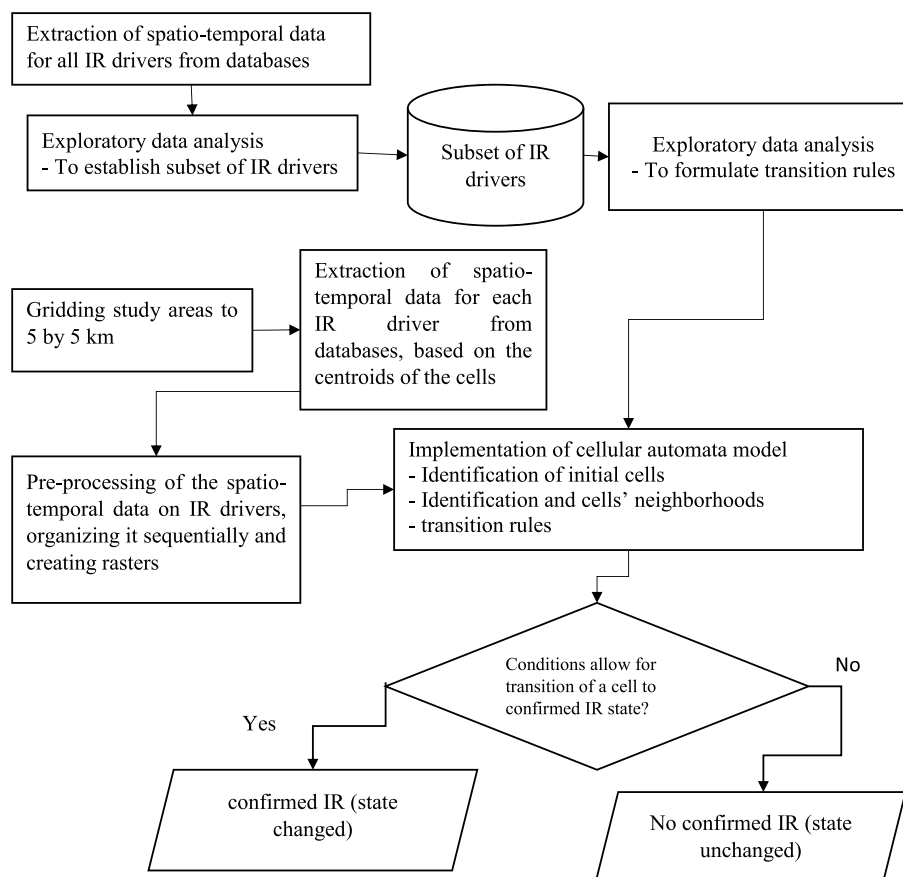 Extraction of spatio-temporal data
for all IR drivers from databases
Exploratory data analysis
- To establish subset of IR drivers
Subset of IR
drivers
Exploratory data analysis
- To formulate transition rules
Gridding study areas to
5 by 5 km
Extraction of spatio-
temporal data for each
IR driver from
databases, based on the
centroids of the cells
Pre-processing of the spatio-
temporal data on IR drivers,
organizing it sequentially and
creating rasters
Implementation of cellular automata model
- Identification of initial cells
- Identification and cells’ neighborhoods
- transition rules
Conditions allow for
transition of a cell to
confirmed IR state?
Yes
No
confirmed IR (state
changed)
No confirmed IR (state
unchanged)